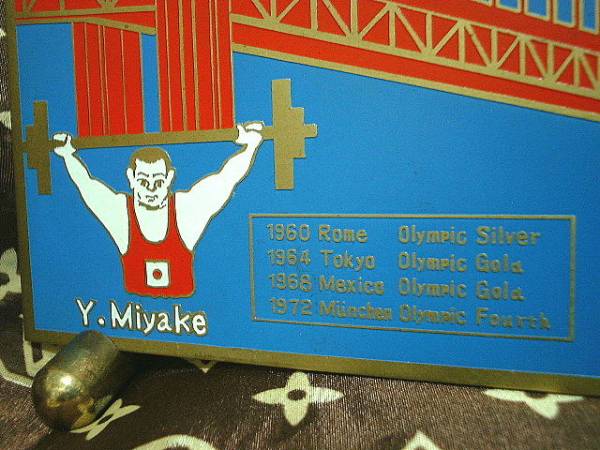 1960 Rome Olympic Silver
1964 Tokyo Olympic Gold
1968 Mexico Olympic Gold
1972 München Olympic Fourth
Y. Miyake